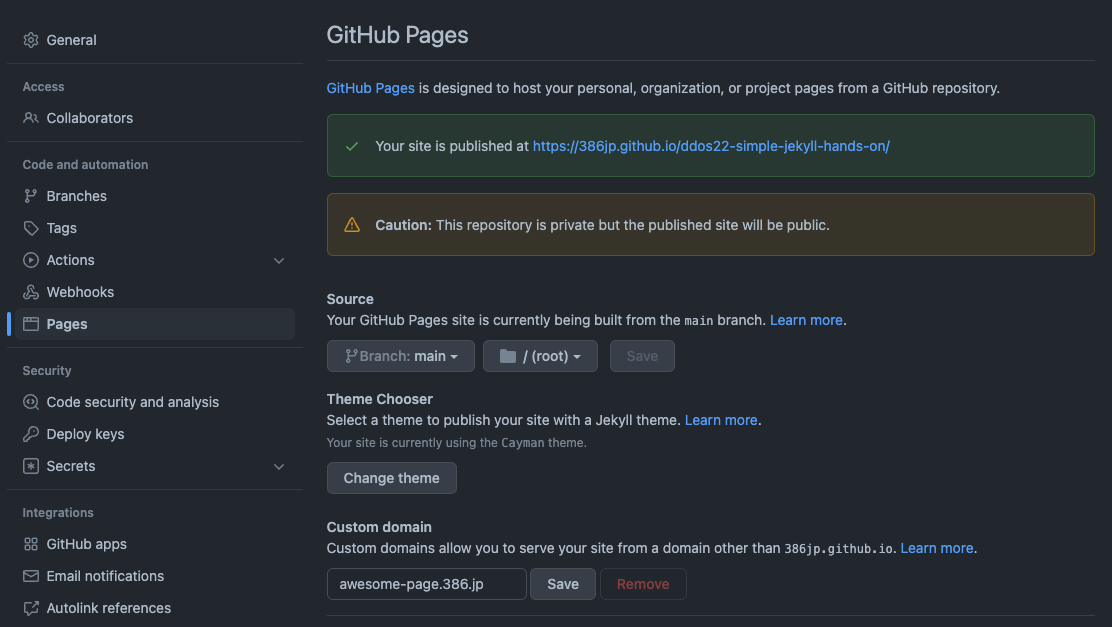 General
Access
Collaborators
Code and automation
Branches
Tags
Actions
Webhooks
Pages
Security
Code security and analysis
Deploy keys
Secrets
Integrations
GitHub apps
Email notifications
Autolink references
GitHub Pages
GitHub Pages is designed to host your personal, organization, or project pages from a GitHub repository.
Your site is published at https://386jp.github.io/ddos22-simple-jekyll-hands-on/
Caution: This repository is private but the published site will be public.
Source
Your GitHub Pages site is currently being built from the main branch. Learn more.
Branch: main / (root) Save
Theme Chooser
Select a theme to publish your site with a Jekyll theme. Learn more.
Your site is currently using the Cayman theme.
Change theme
Custom domain
Custom domains allow you to serve your site from a domain other than 386jp.github.io. Learn more.
awesome-page.386.jp Save Remove